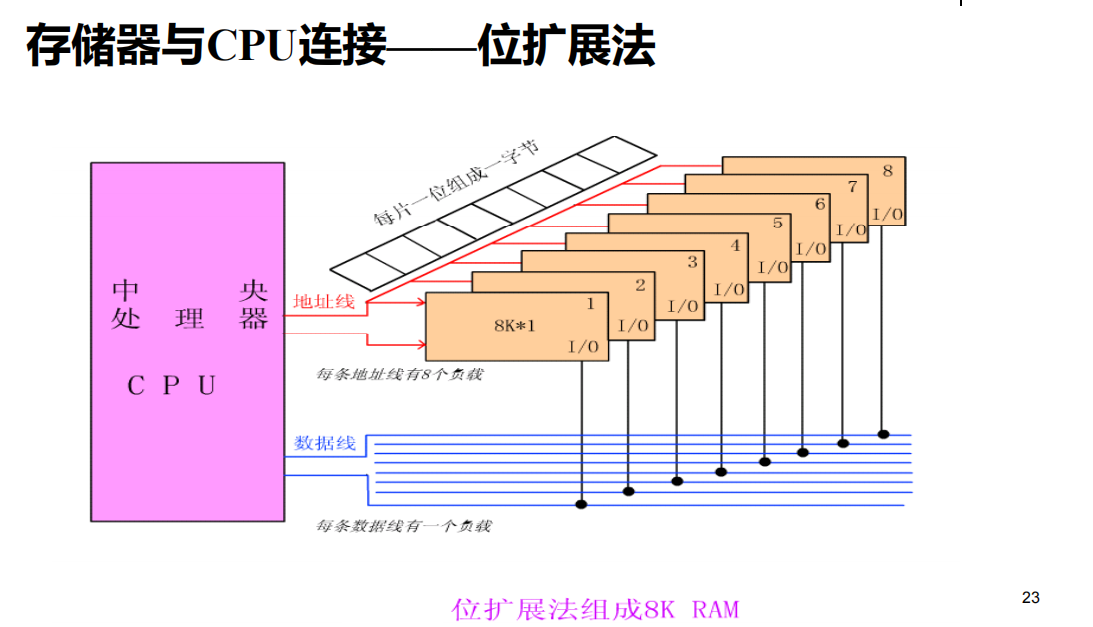 存储器与CPU连接——位扩展法
每片一位组成一字节
8
I/O
7
I/O
6
I/O
5
I/O
4
I/O
3
I/O
2
I/O
1
8K*1
I/O
中 央
处 理 器
C P U
地址线
每条地址线有8个负载
数据线
每条数据线有一个负载
位扩展法组成8K RAM
23